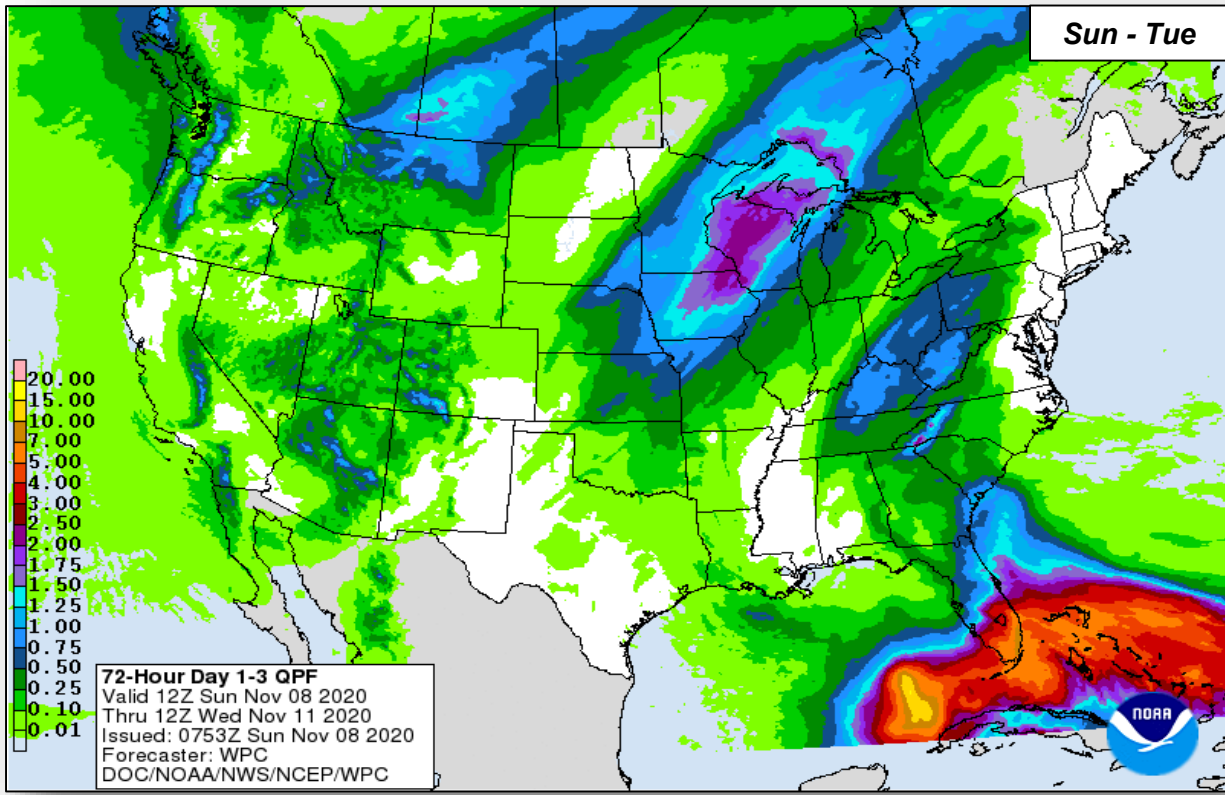 Sun - Tue
20.00
15.00
10.00
7.00
5.00
4.00
3.00
2.50
2.00
1.75
1.50
1.25
1.00
0.75
0.50
0.25
0.10
0.01
72-Hour Day 1-3 QPF
Valid 12Z Sun Nov 08 2020
Thru 12Z Wed Nov 11 2020
Issued: 0753Z Sun Nov 08 2020
Forecaster: WPC
DOC/NOAA/NWS/NCEP/WPC
NOAA